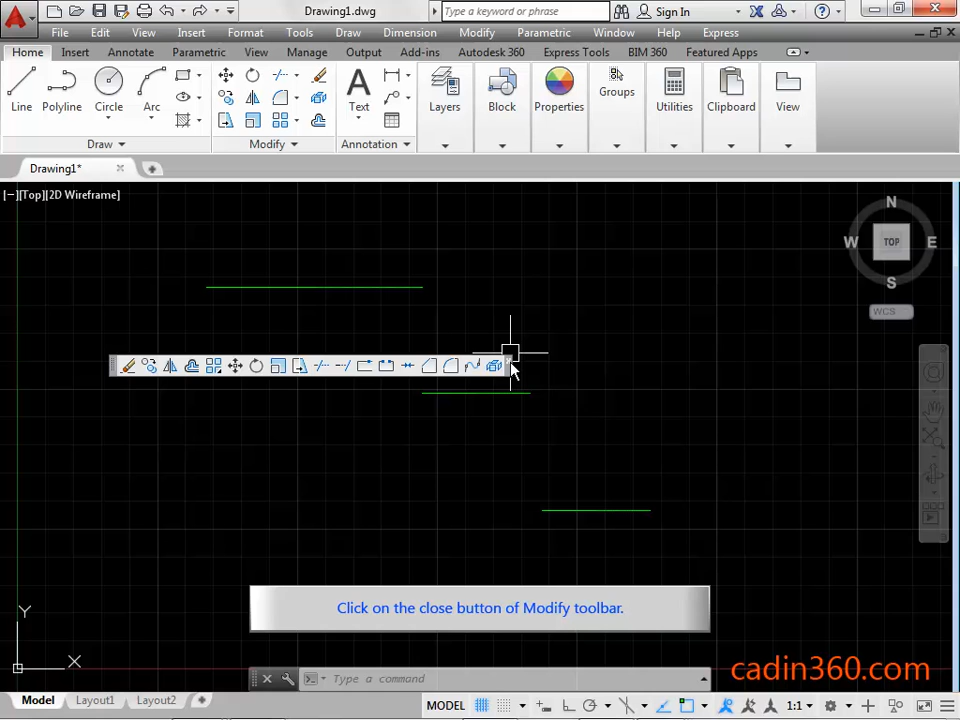 Drawing1.dwg
Type a keyword or phrase
Sign In
File Edit View Insert Format Tools Draw Dimension Modify Parametric Window Help Express
Home Insert Annotate Parametric View Manage Output Add-ins Autodesk 360 Express Tools BIM 360 Featured Apps
Line Polyline Circle Arc Text Layers Block Properties Groups Utilities Clipboard View
Draw Modify Annotation
Drawing1*
[−][Top][2D Wireframe]
N
W TOP E
S
WCS
Click on the close button of Modify toolbar.
Y
X
Type a command
cadin360.com
Model Layout1 Layout2
MODEL 1:1